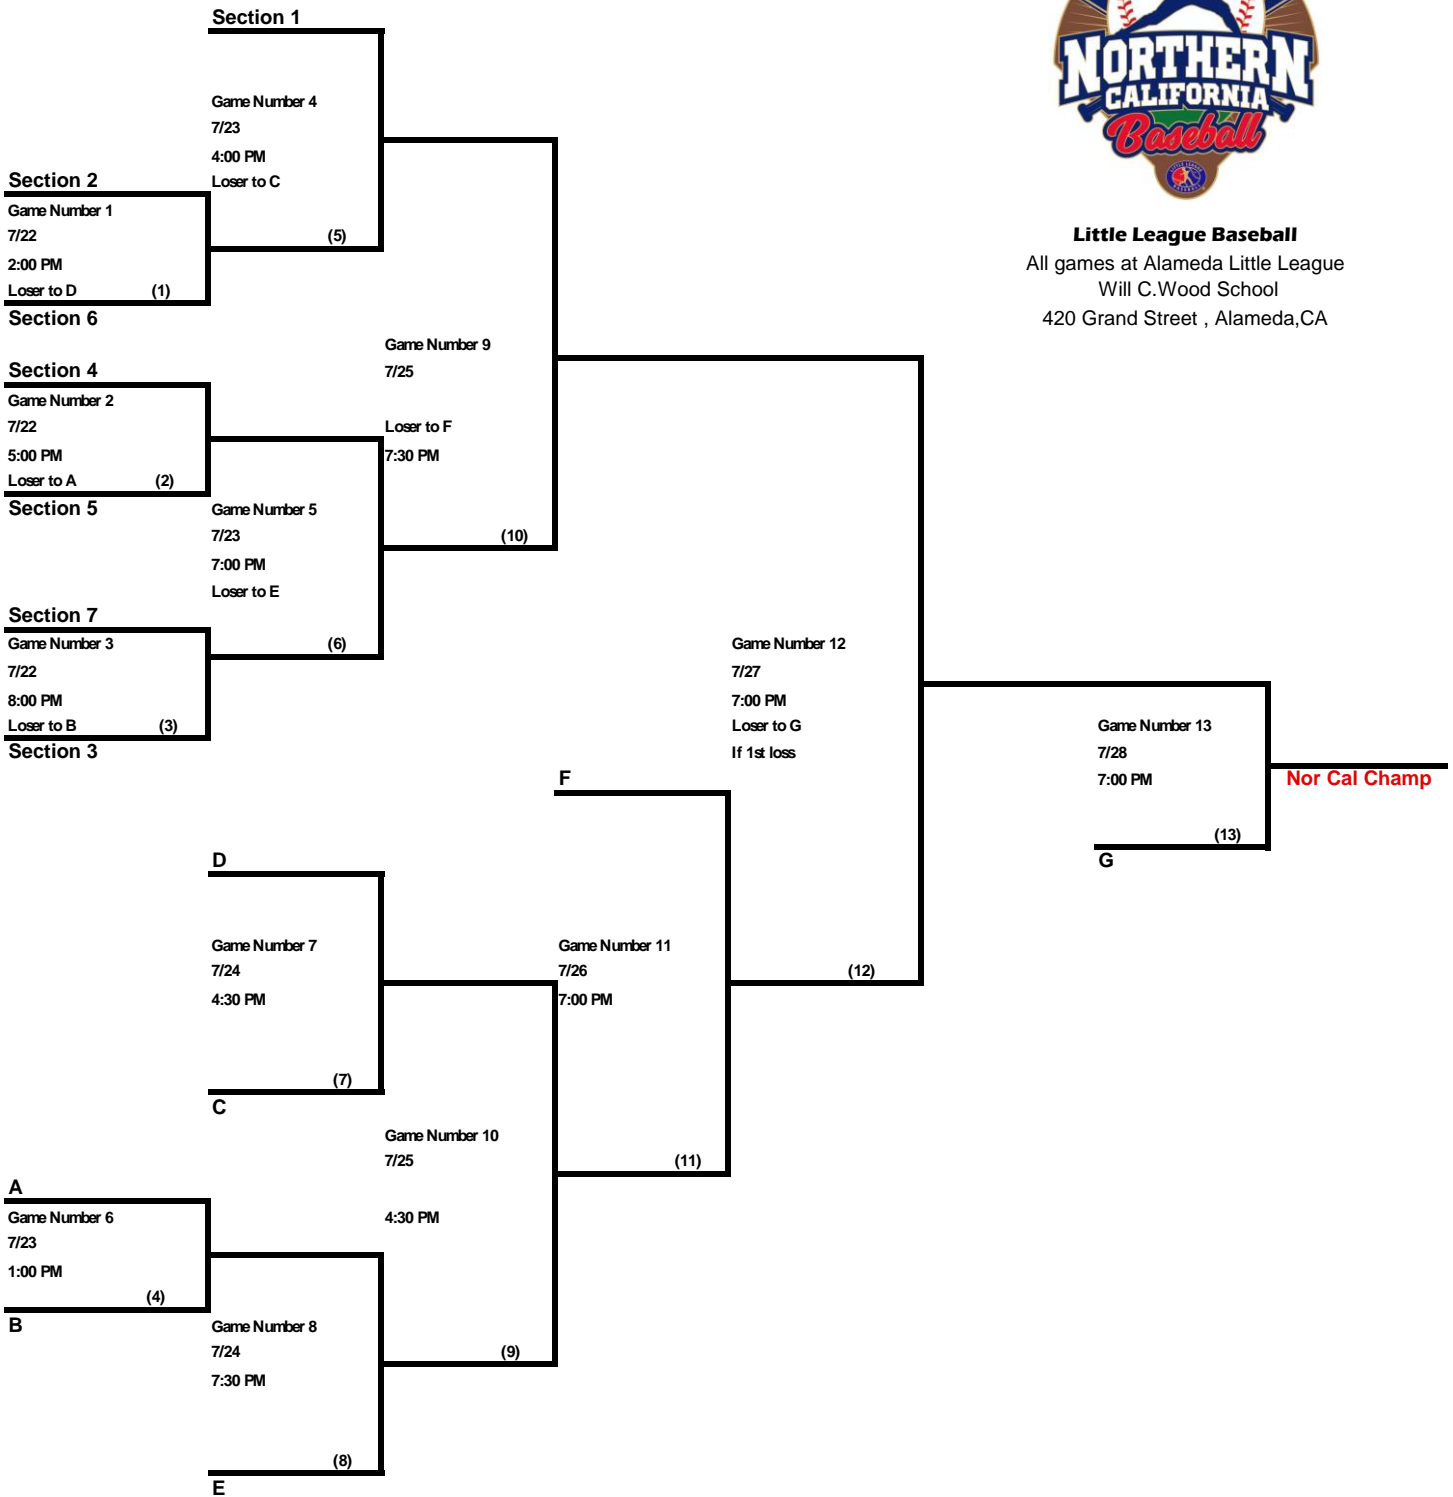 NORTHERN
CALIFORNIA
Baseball
Little League Baseball
All games at Alameda Little League
Will C.Wood School
420 Grand Street , Alameda,CA
Section 1
Game Number 4
7/23
4:00 PM
Loser to C
(5)
Section 2
Game Number 1
7/22
2:00 PM
Loser to D (1)
Section 6
Section 4
Game Number 2
7/22
5:00 PM
Loser to A (2)
Section 5
Game Number 9
7/25
Loser to F
7:30 PM
(10)
Game Number 5
7/23
7:00 PM
Loser to E
(6)
Section 7
Game Number 3
7/22
8:00 PM
Loser to B (3)
Section 3
Game Number 12
7/27
7:00 PM
Loser to G
If 1st loss
(12)
Game Number 13
7/28
7:00 PM
(13)
G
Nor Cal Champ
F
Game Number 11
7/26
7:00 PM
(11)
D
Game Number 7
7/24
4:30 PM
(7)
C
Game Number 10
7/25
4:30 PM
(9)
A
Game Number 6
7/23
1:00 PM
(4)
B
Game Number 8
7/24
7:30 PM
(8)
E